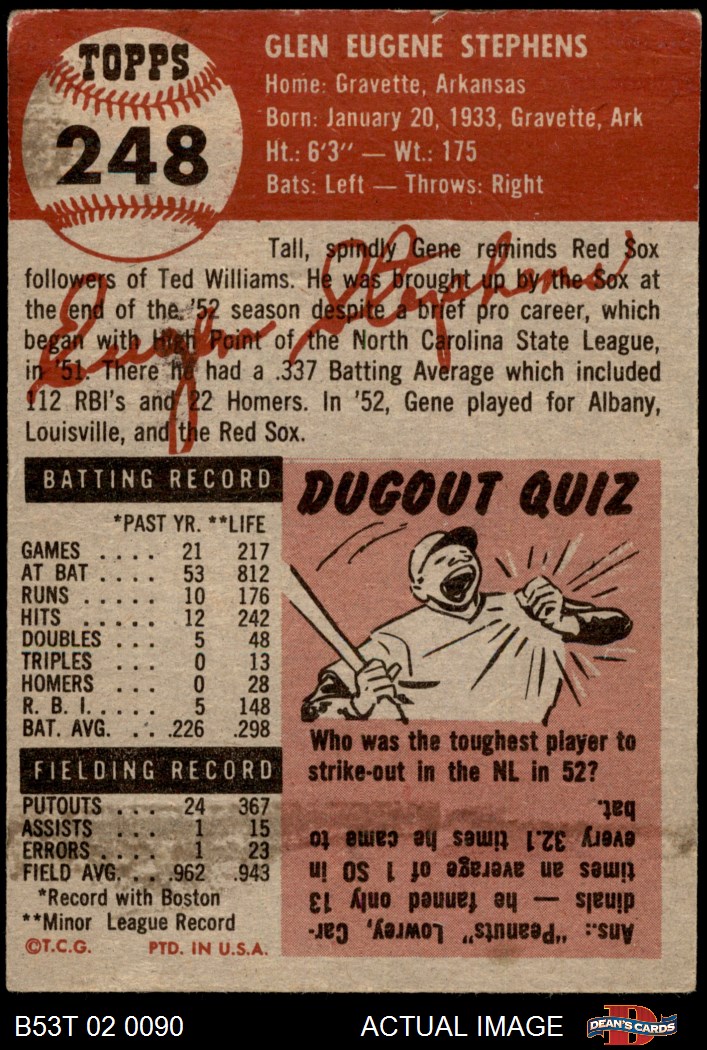 TOPPS
248
GLEN EUGENE STEPHENS
Home: Gravette, Arkansas
Born: January 20, 1933, Gravette, Ark
Ht.: 6'3" — Wt.: 175
Bats: Left — Throws: Right
Tall, spindly Gene reminds Red Sox
followers of Ted Williams. He was brought up by the Sox at
the end of the '52 season despite a brief pro career, which
began with High Point of the North Carolina State League,
in '51. There he had a .337 Batting Average which included
112 RBI's and 22 Homers. In '52, Gene played for Albany,
Louisville, and the Red Sox.
Stephens
BATTING RECORD
*PAST YR. **LIFE
GAMES .... 21 217
AT BAT .... 53 812
RUNS ..... 10 176
HITS ..... 12 242
DOUBLES ... 5 48
TRIPLES ... 0 13
HOMERS ... 0 28
R. B. I. .... 5 148
BAT. AVG. .. .226 .298
FIELDING RECORD
PUTOUTS ... 24 367
ASSISTS ... 1 15
ERRORS .... 1 23
FIELD AVG. .. .962 .943
*Record with Boston
**Minor League Record
©T.C.G. PTD. IN U.S.A.
DUGOUT QUIZ
Who was the toughest player to
strike-out in the NL in 52?
Ans.: "Peanuts" Lowrey, Car-
dinals — he fanned only 13
times an average of 1 SO in
every 32.1 times he came to
bat.
B53T 02 0090 ACTUAL IMAGE
D
DEAN'S CARDS